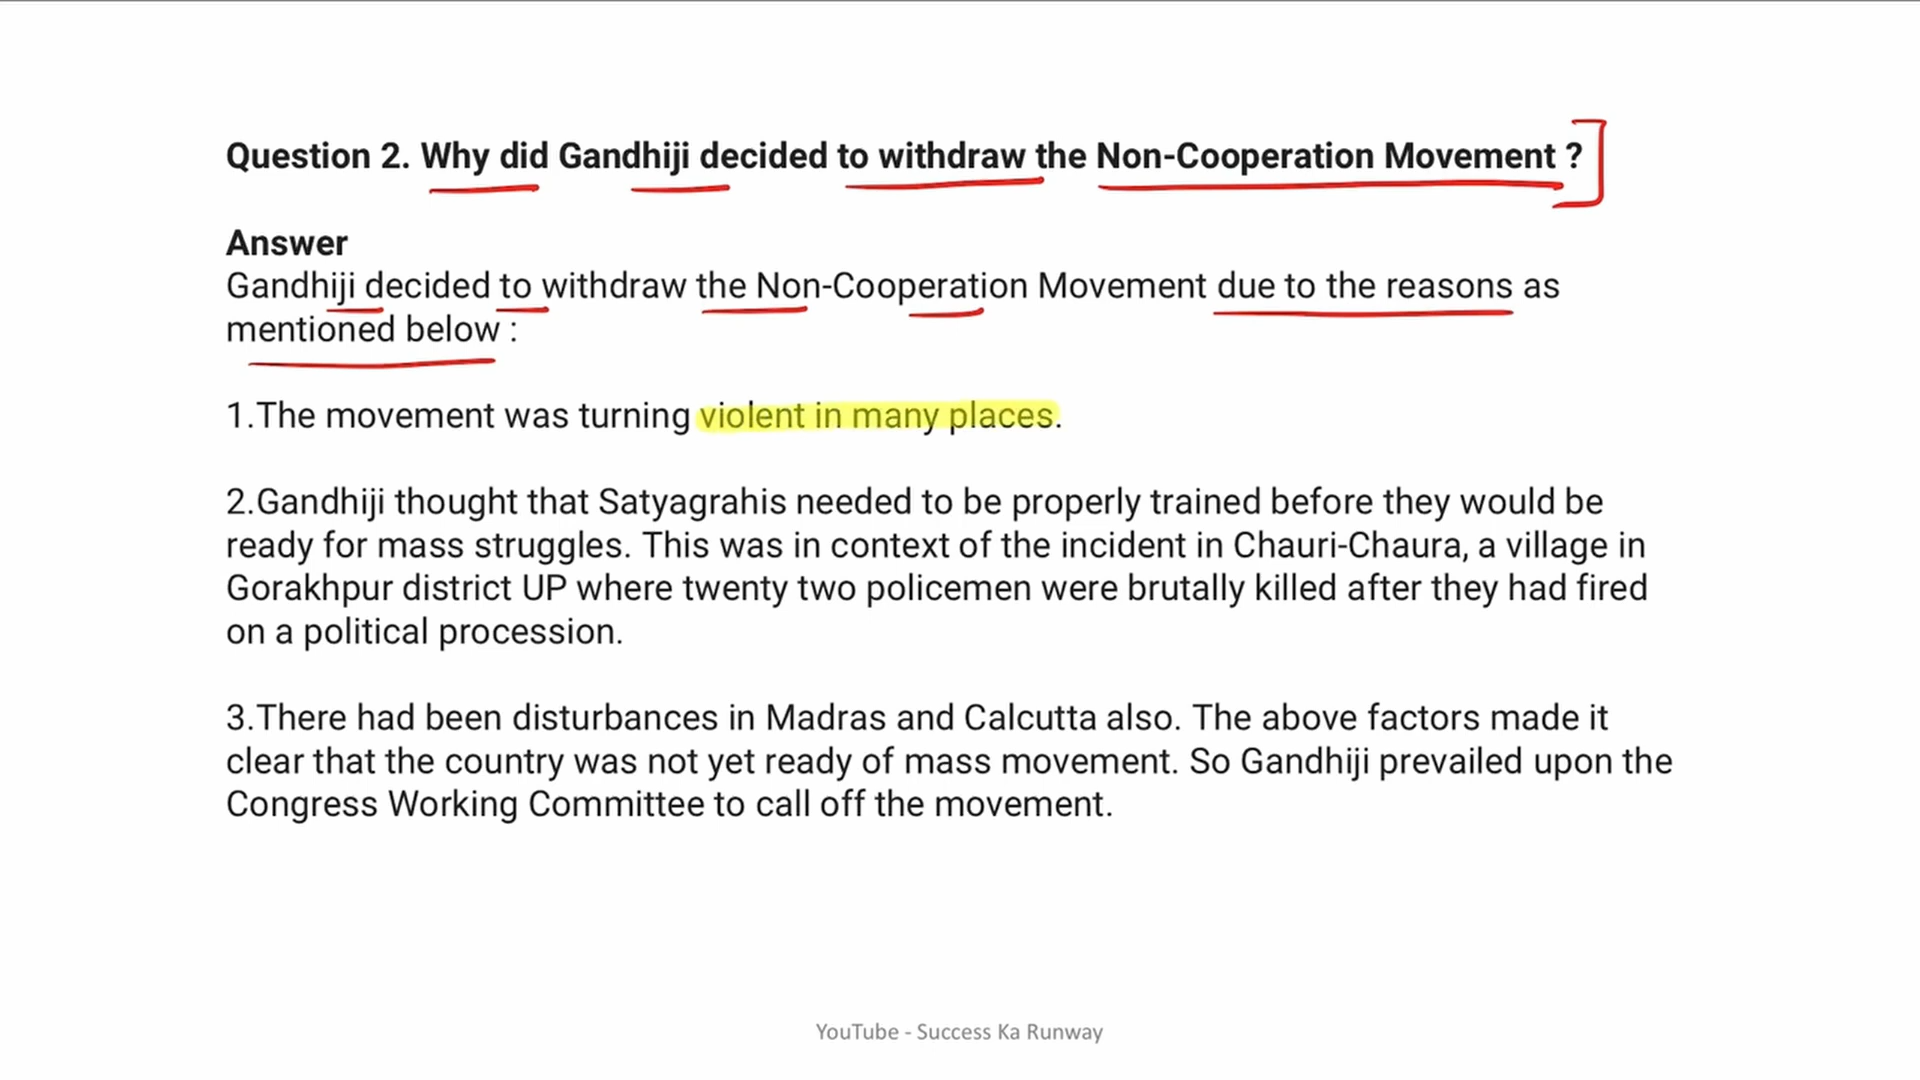 Question 2. Why did Gandhiji decided to withdraw the Non-Cooperation Movement ?
Answer
Gandhiji decided to withdraw the Non-Cooperation Movement due to the reasons as
mentioned below :
1.The movement was turning violent in many places.
2.Gandhiji thought that Satyagrahis needed to be properly trained before they would be
ready for mass struggles. This was in context of the incident in Chauri-Chaura, a village in
Gorakhpur district UP where twenty two policemen were brutally killed after they had fired
on a political procession.
3.There had been disturbances in Madras and Calcutta also. The above factors made it
clear that the country was not yet ready of mass movement. So Gandhiji prevailed upon the
Congress Working Committee to call off the movement.
YouTube - Success Ka Runway